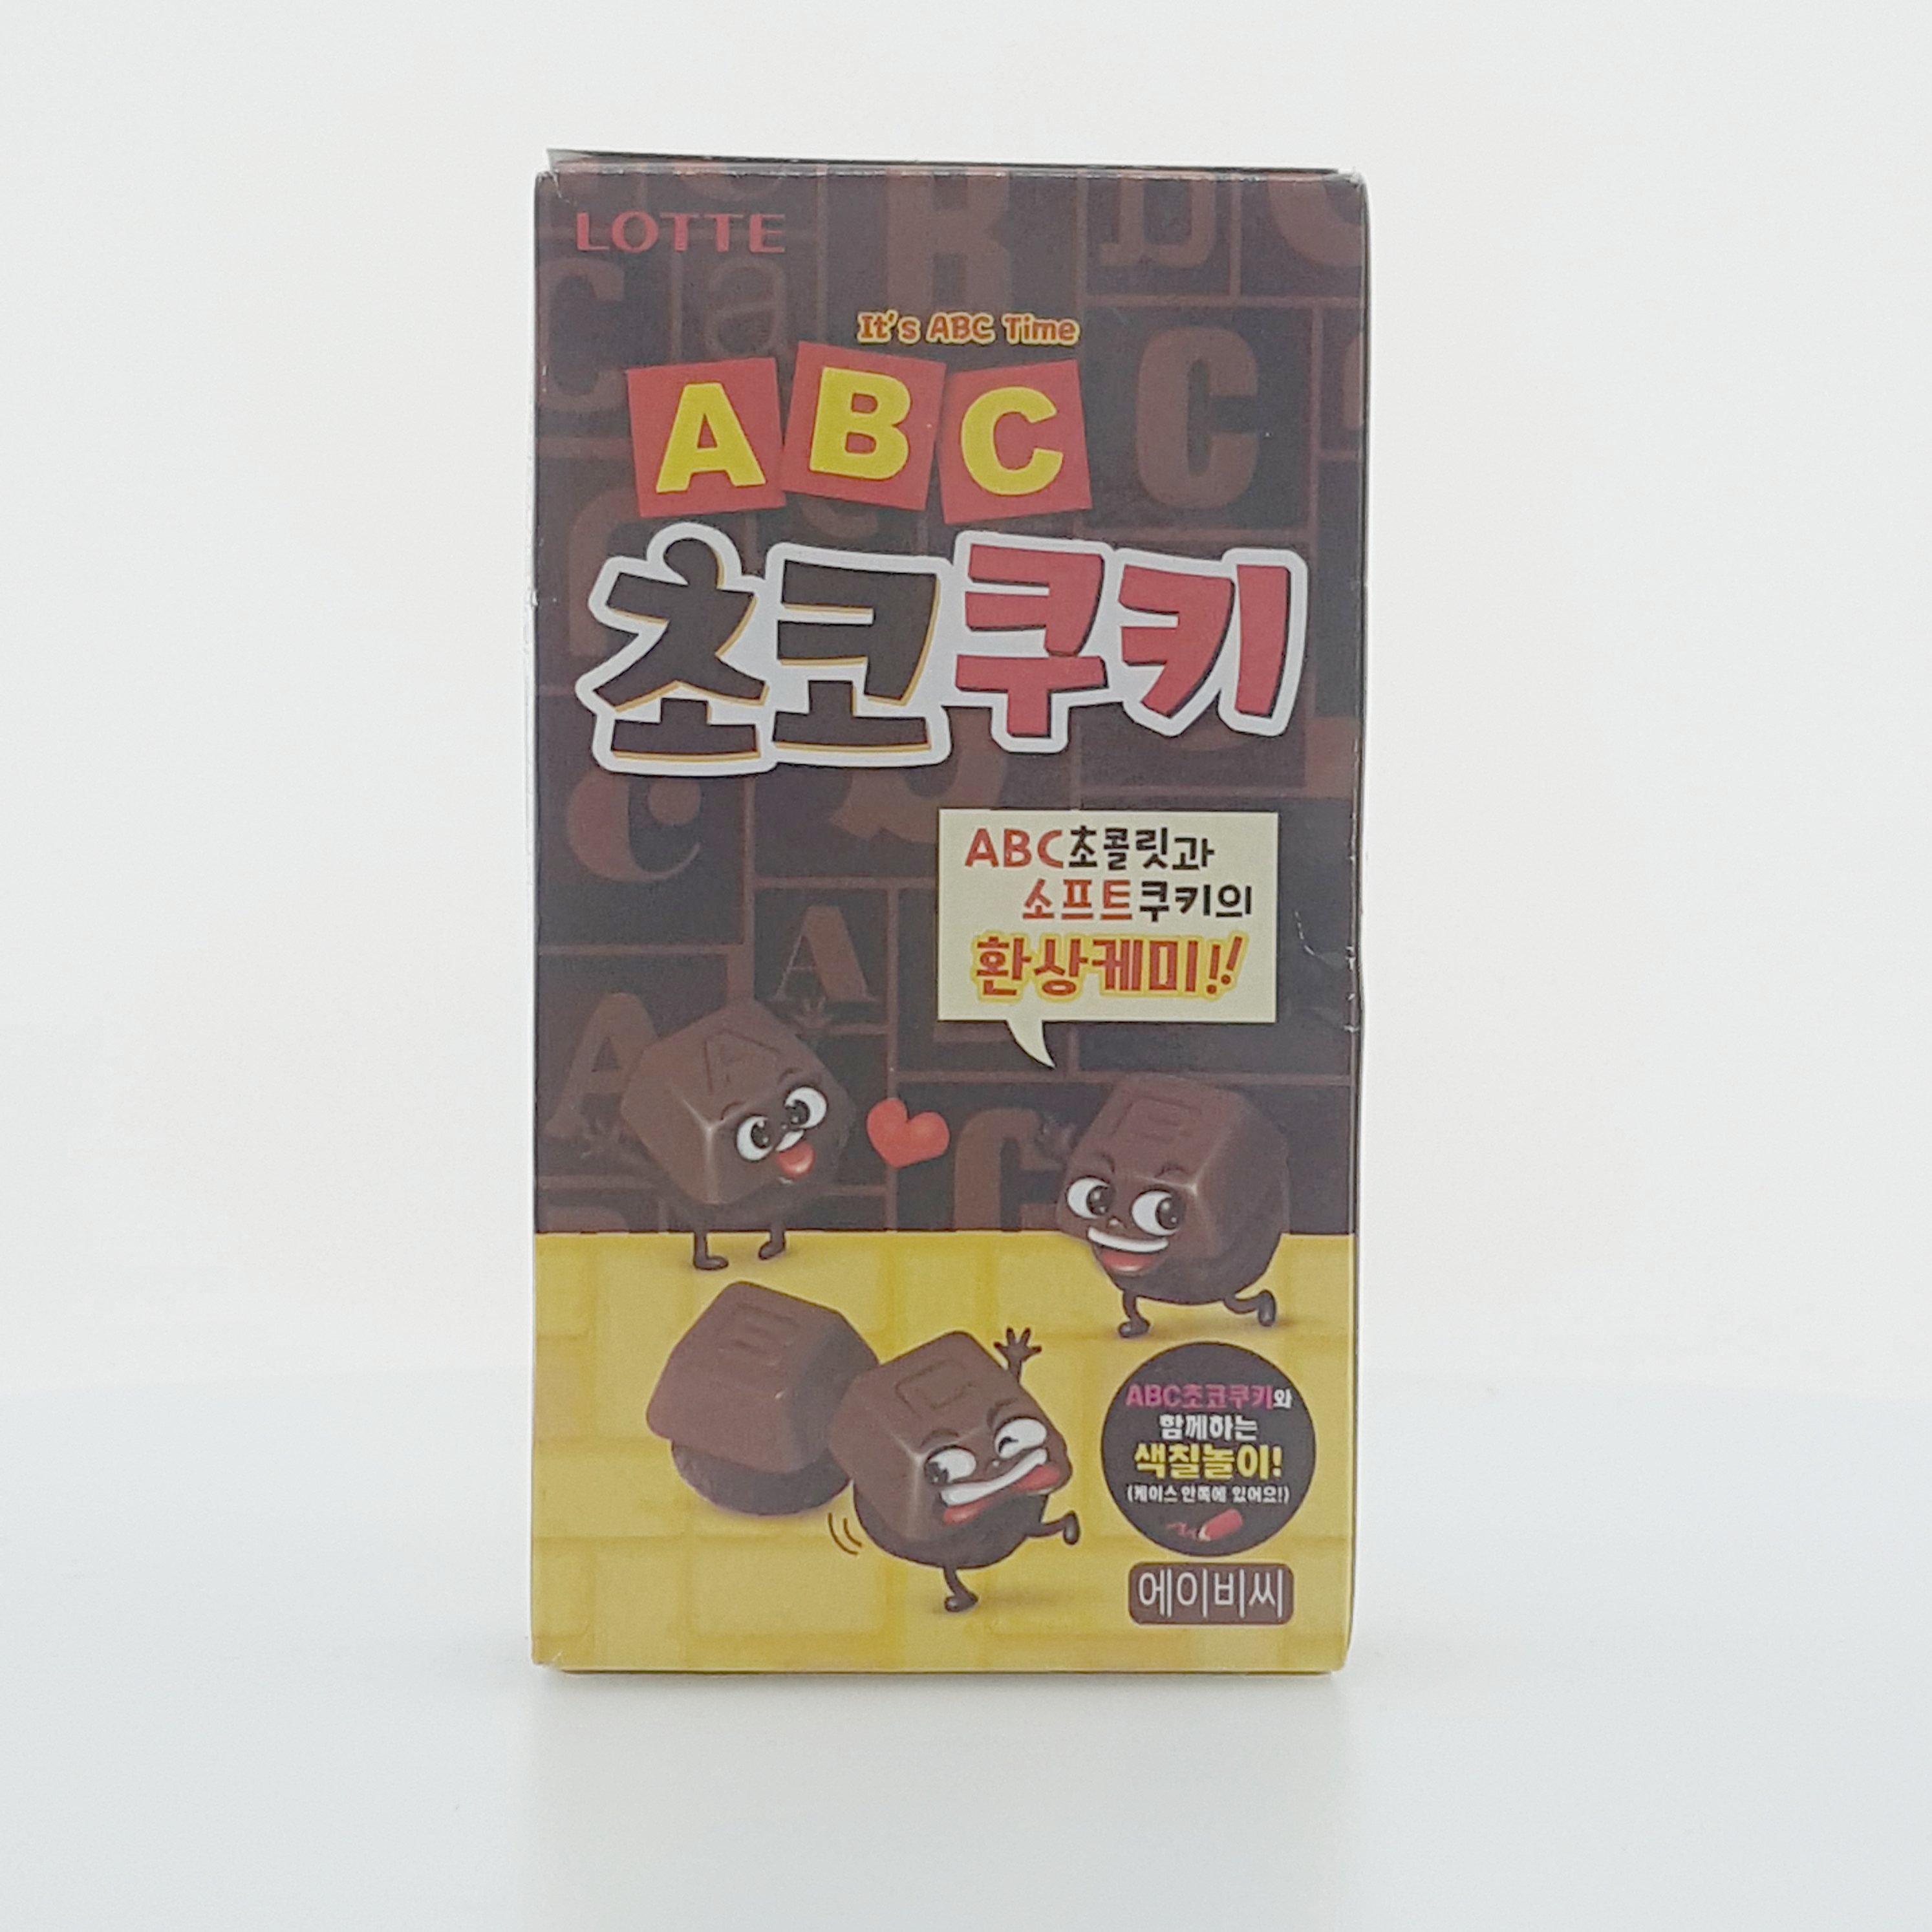 LOTTE
It's ABC Time
ABC
초코쿠키
ABC초콜릿과
소프트쿠키의
환상케미!!
A
B
E
C
ABC초코쿠키와
함께하는
색칠놀이!
(케이스 안쪽에 있어요!)
에이비씨